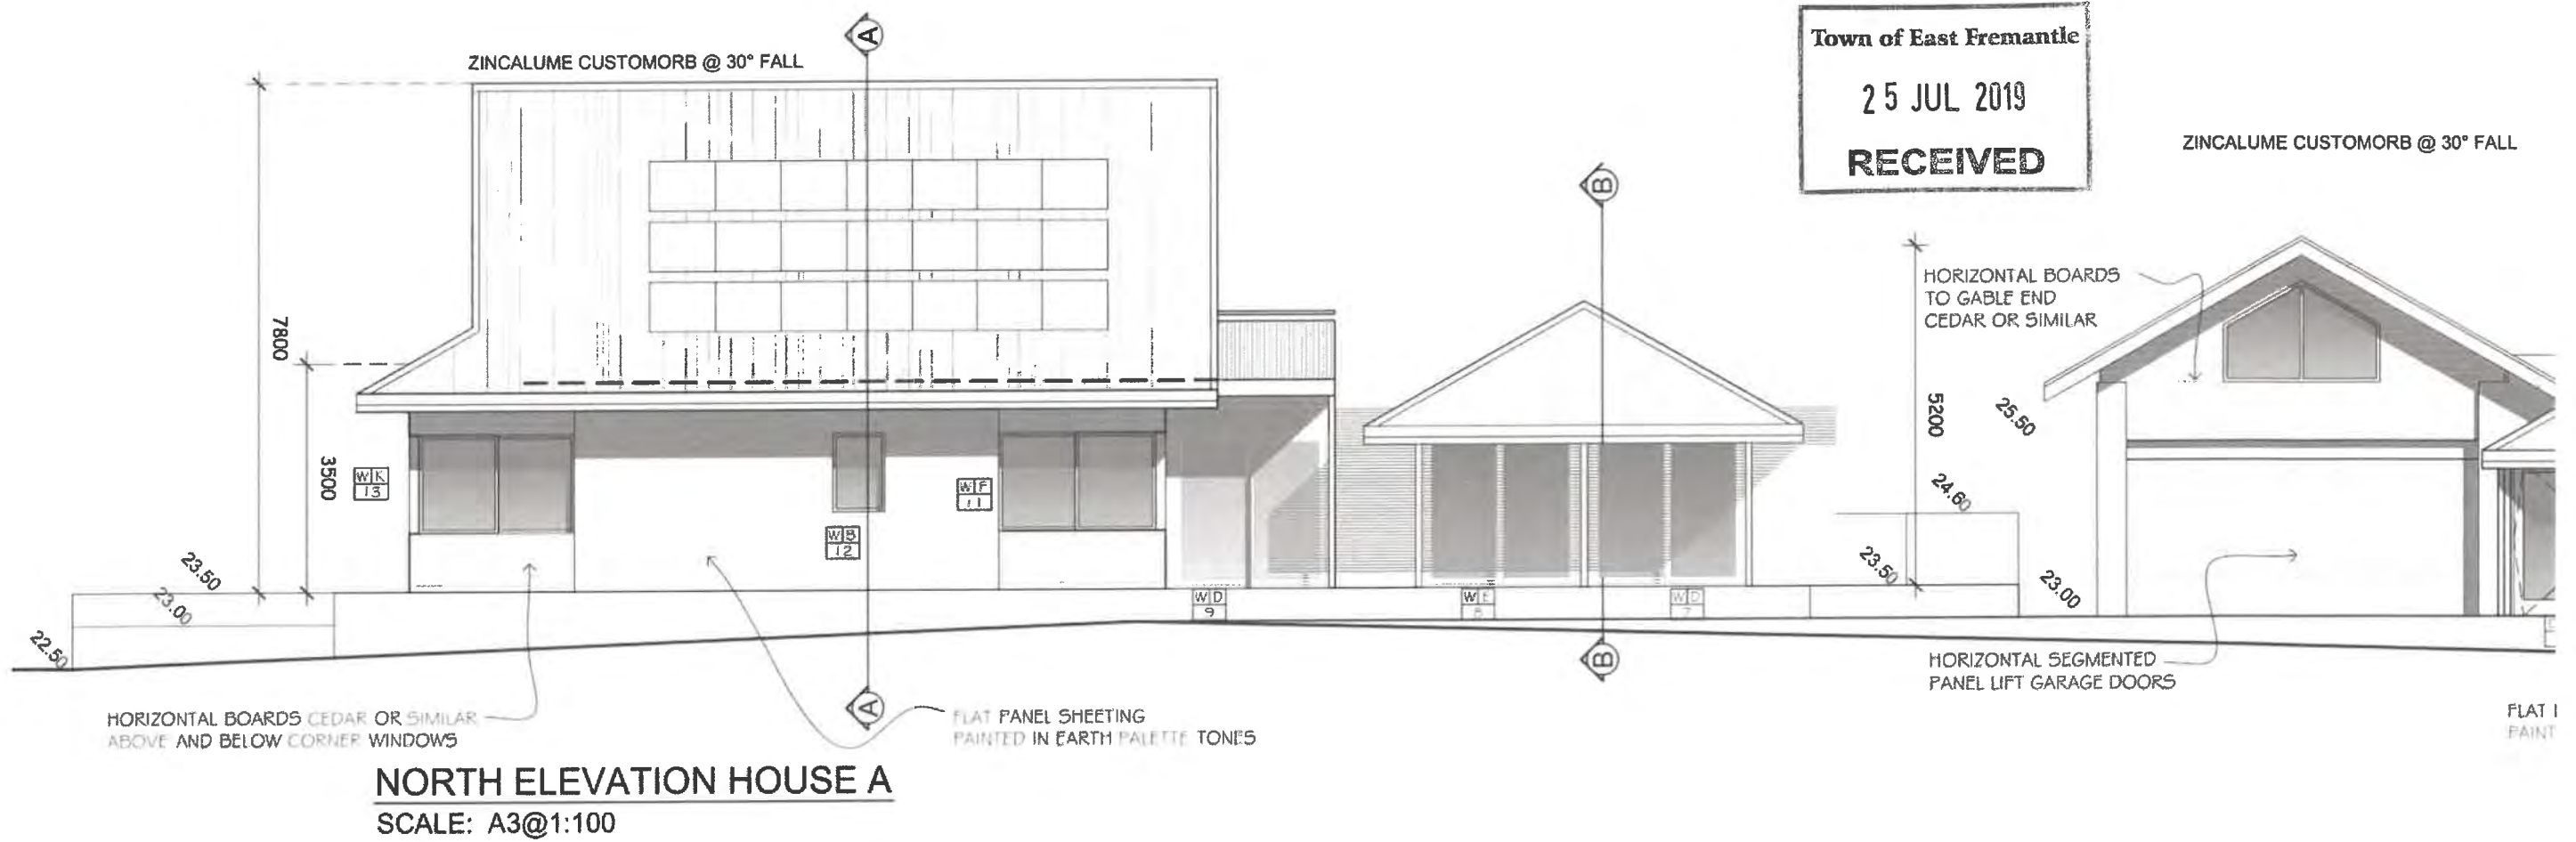 ZINCALUME CUSTOMORB @ 30° FALL
A
Town of East Fremantle
25 JUL 2019
RECEIVED
ZINCALUME CUSTOMORB @ 30° FALL
B
HORIZONTAL BOARDS
TO GABLE END
CEDAR OR SIMILAR
7800
3500
5200
25.50
24.60
23.50
23.00
WK
13
WB
12
WF
11
23.50
23.00
22.50
WD
9
WE
8
WD
7
B
A
HORIZONTAL SEGMENTED
PANEL LIFT GARAGE DOORS
HORIZONTAL BOARDS CEDAR OR SIMILAR
ABOVE AND BELOW CORNER WINDOWS
FLAT PANEL SHEETING
PAINTED IN EARTH PALETTE TONES
FLAT
PAINT
NORTH ELEVATION HOUSE A
SCALE: A3@1:100